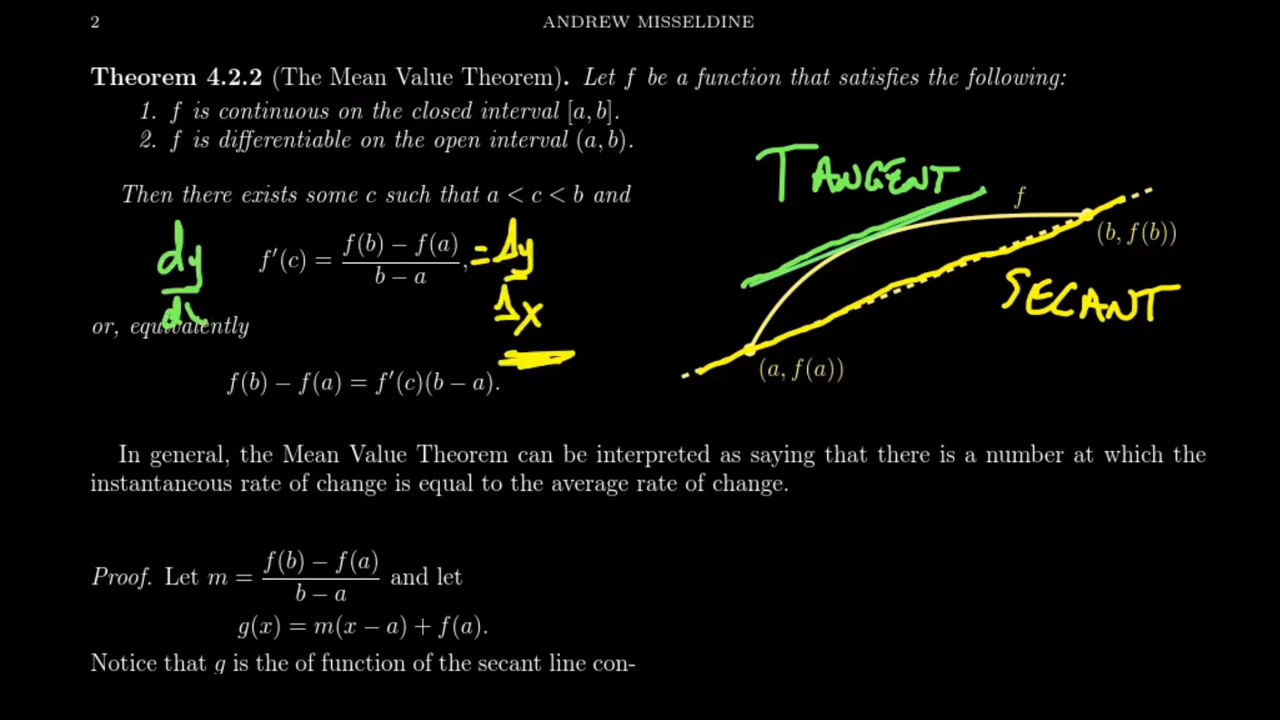 2
ANDREW MISSELDINE
Theorem 4.2.2 (The Mean Value Theorem). Let f be a function that satisfies the following:
1. f is continuous on the closed interval [a, b].
2. f is differentiable on the open interval (a, b).
Then there exists some c such that a < c < b and
dy/dx
f′(c) = (f(b) − f(a))/(b − a), = Δy/Δx
or, equivalently
f(b) − f(a) = f′(c)(b − a).
TANGENT
f
(b, f(b))
SECANT
(a, f(a))
In general, the Mean Value Theorem can be interpreted as saying that there is a number at which the
instantaneous rate of change is equal to the average rate of change.
Proof. Let m = (f(b) − f(a))/(b − a) and let
g(x) = m(x − a) + f(a).
Notice that g is the of function of the secant line con-